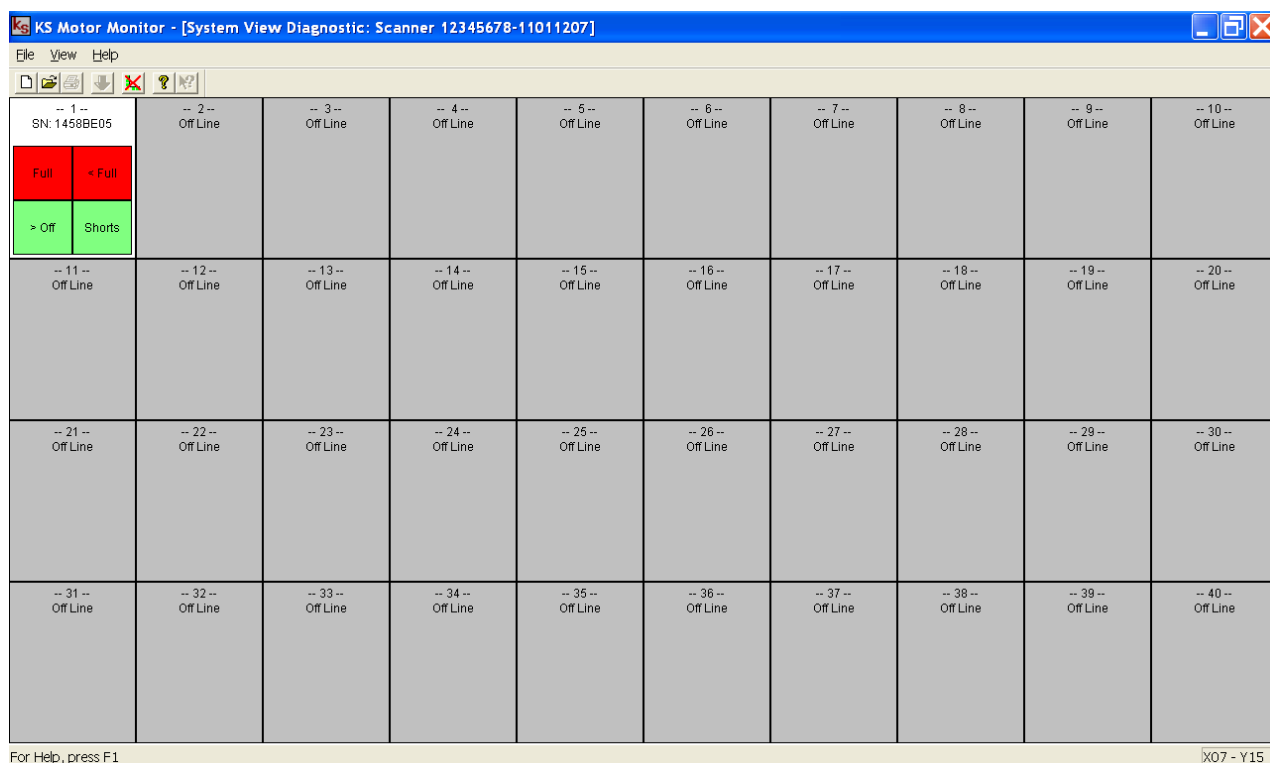 KS KS Motor Monitor - [System View Diagnostic: Scanner 12345678-11011207]
File View Help
-- 1 -- -- 2 -- -- 3 -- -- 4 -- -- 5 -- -- 6 -- -- 7 -- -- 8 -- -- 9 -- -- 10 --
SN: 1458BE05 Off Line Off Line Off Line Off Line Off Line Off Line Off Line Off Line Off Line
Full < Full
> Off Shorts
-- 11 -- -- 12 -- -- 13 -- -- 14 -- -- 15 -- -- 16 -- -- 17 -- -- 18 -- -- 19 -- -- 20 --
Off Line Off Line Off Line Off Line Off Line Off Line Off Line Off Line Off Line Off Line
-- 21 -- -- 22 -- -- 23 -- -- 24 -- -- 25 -- -- 26 -- -- 27 -- -- 28 -- -- 29 -- -- 30 --
Off Line Off Line Off Line Off Line Off Line Off Line Off Line Off Line Off Line Off Line
-- 31 -- -- 32 -- -- 33 -- -- 34 -- -- 35 -- -- 36 -- -- 37 -- -- 38 -- -- 39 -- -- 40 --
Off Line Off Line Off Line Off Line Off Line Off Line Off Line Off Line Off Line Off Line
For Help, press F1 X07 - Y15